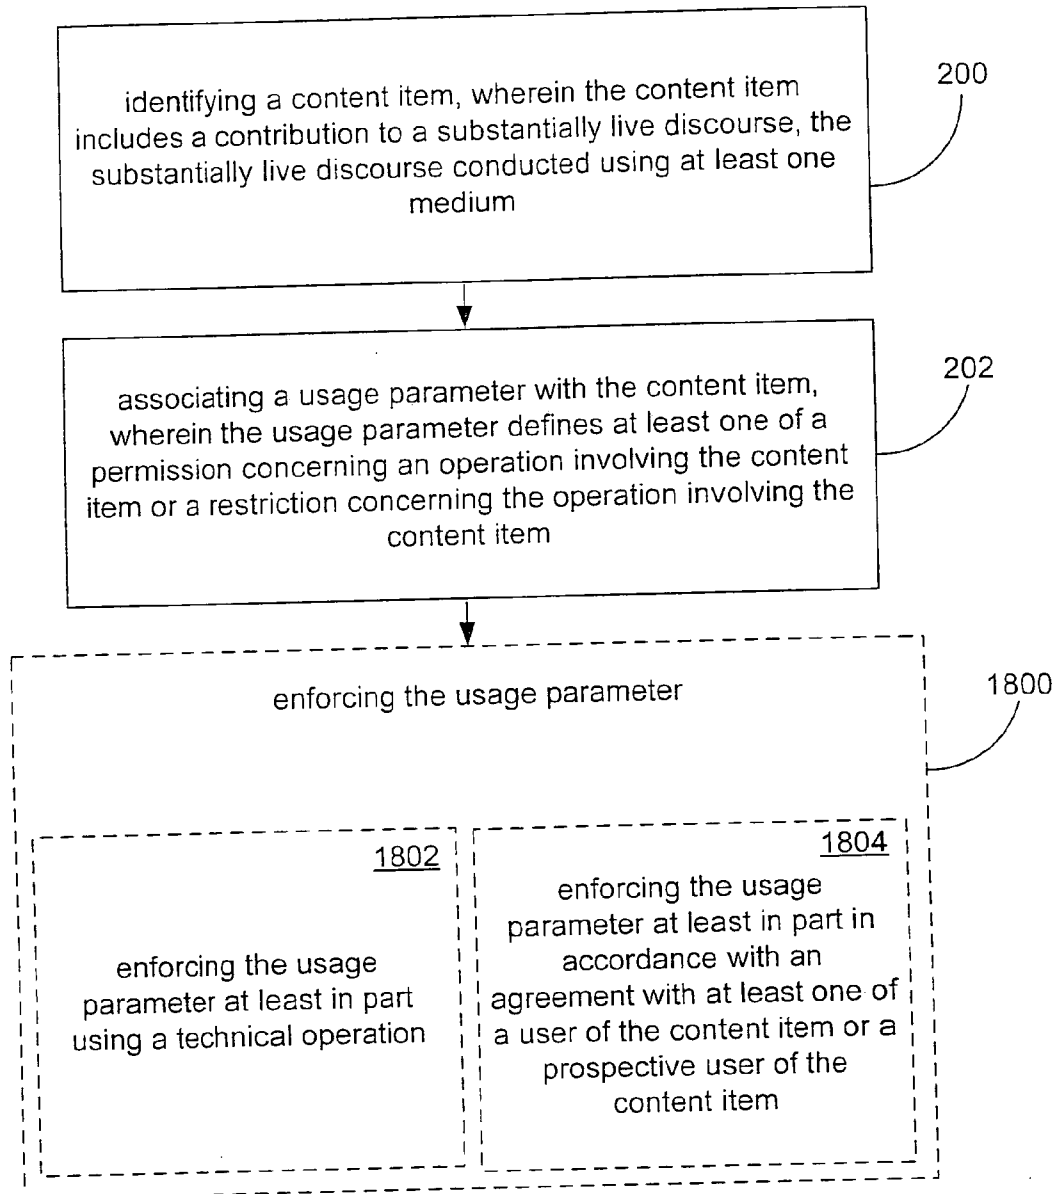 identifying a content item, wherein the content item
includes a contribution to a substantially live discourse, the
substantially live discourse conducted using at least one
medium
200
associating a usage parameter with the content item,
wherein the usage parameter defines at least one of a
permission concerning an operation involving the content
item or a restriction concerning the operation involving the
content item
202
enforcing the usage parameter
1800
1802
enforcing the usage
parameter at least in part
using a technical operation
1804
enforcing the usage
parameter at least in part in
accordance with an
agreement with at least one of
a user of the content item or a
prospective user of the
content item